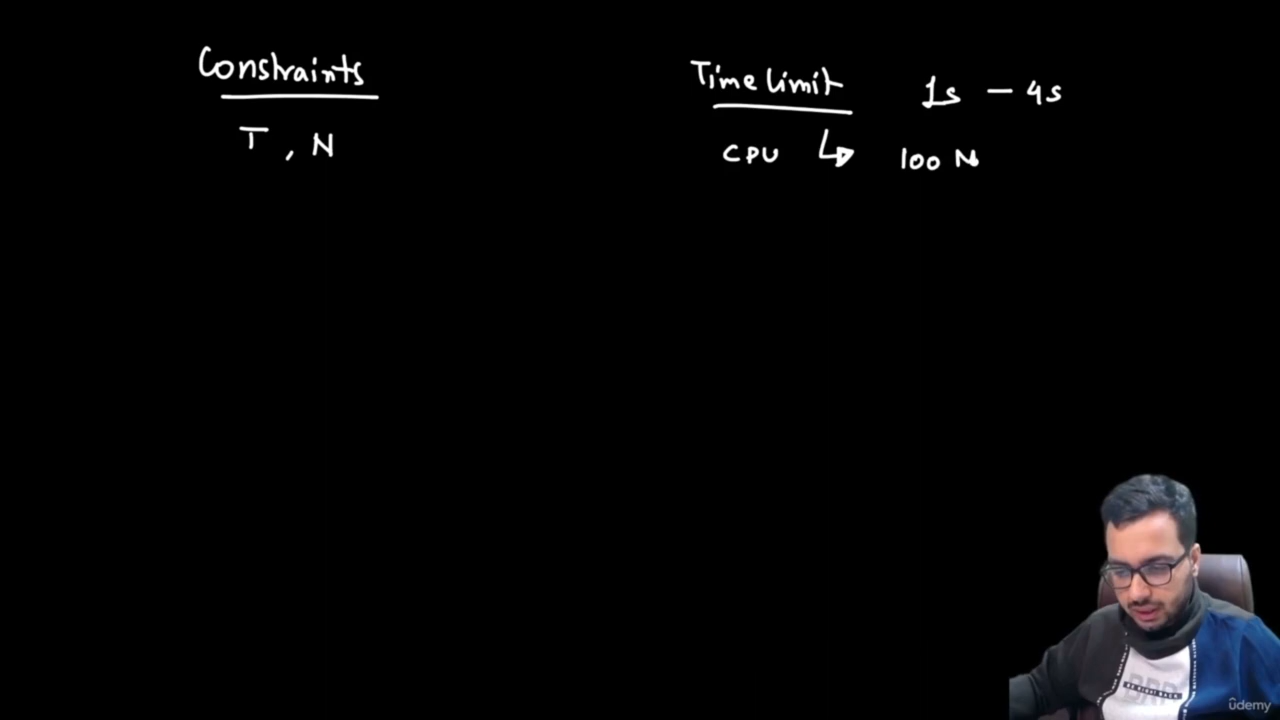 Constraints
T, N
Time limit 1s - 4s
CPU ↳ 100 N
udemy